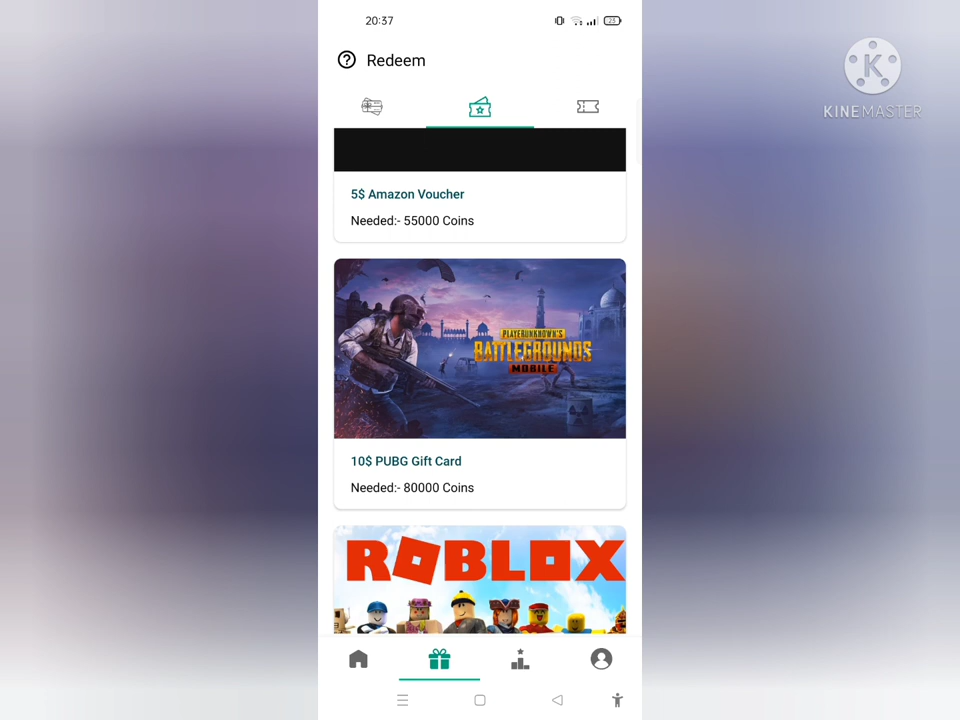 20:37
23
Redeem
K
KINEMASTER
5$ Amazon Voucher
Needed:- 55000 Coins
PLAYERUNKNOWN'S
BATTLEGROUNDS
MOBILE
10$ PUBG Gift Card
Needed:- 80000 Coins
ROBLOX